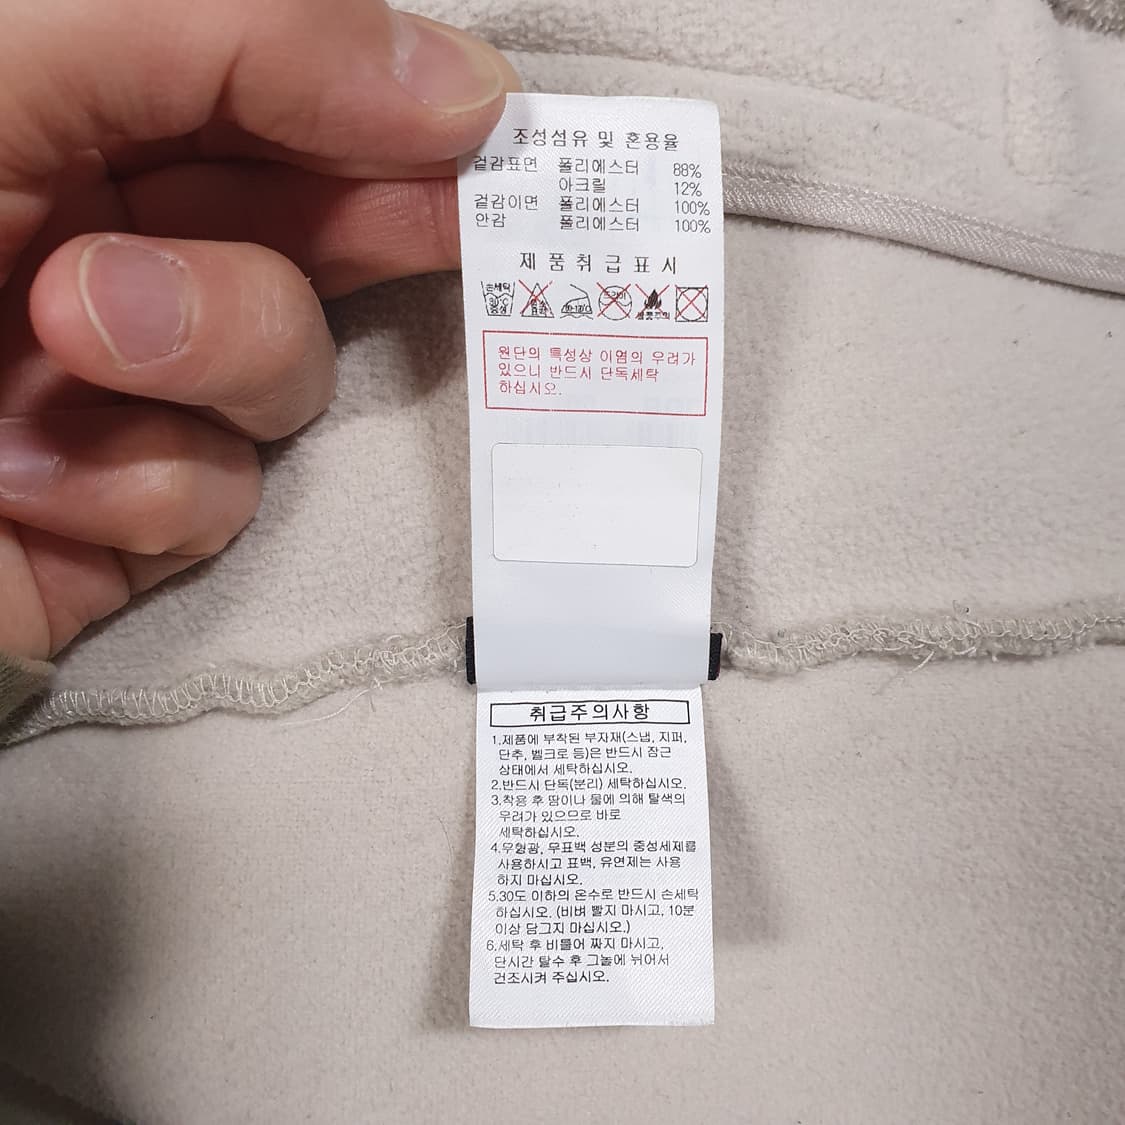 조성섬유 및 혼용율
겉감표면 폴리에스터 88%
아크릴 12%
겉감이면 폴리에스터 100%
안감 폴리에스터 100%
제품취급표시
손세탁
30℃
중성
염소
표백
드라이
원단의 특성상 이염의 우려가
있으니 반드시 단독세탁
하십시오.
취급주의사항
1.제품에 부착된 부자재(스냅, 지퍼,
단추, 벨크로 등)은 반드시 잠근
상태에서 세탁하십시오.
2.반드시 단독(분리) 세탁하십시오.
3.착용 후 땀이나 물에 의해 탈색의
우려가 있으므로 바로
세탁하십시오.
4.무형광, 무표백 성분의 중성세제를
사용하시고 표백, 유연제는 사용
하지 마십시오.
5.30도 이하의 온수로 반드시 손세탁
하십시오. (비벼 빨지 마시고, 10분
이상 담그지 마십시오.)
6.세탁 후 비틀어 짜지 마시고,
단시간 탈수 후 그늘에 뉘어서
건조시켜 주십시오.